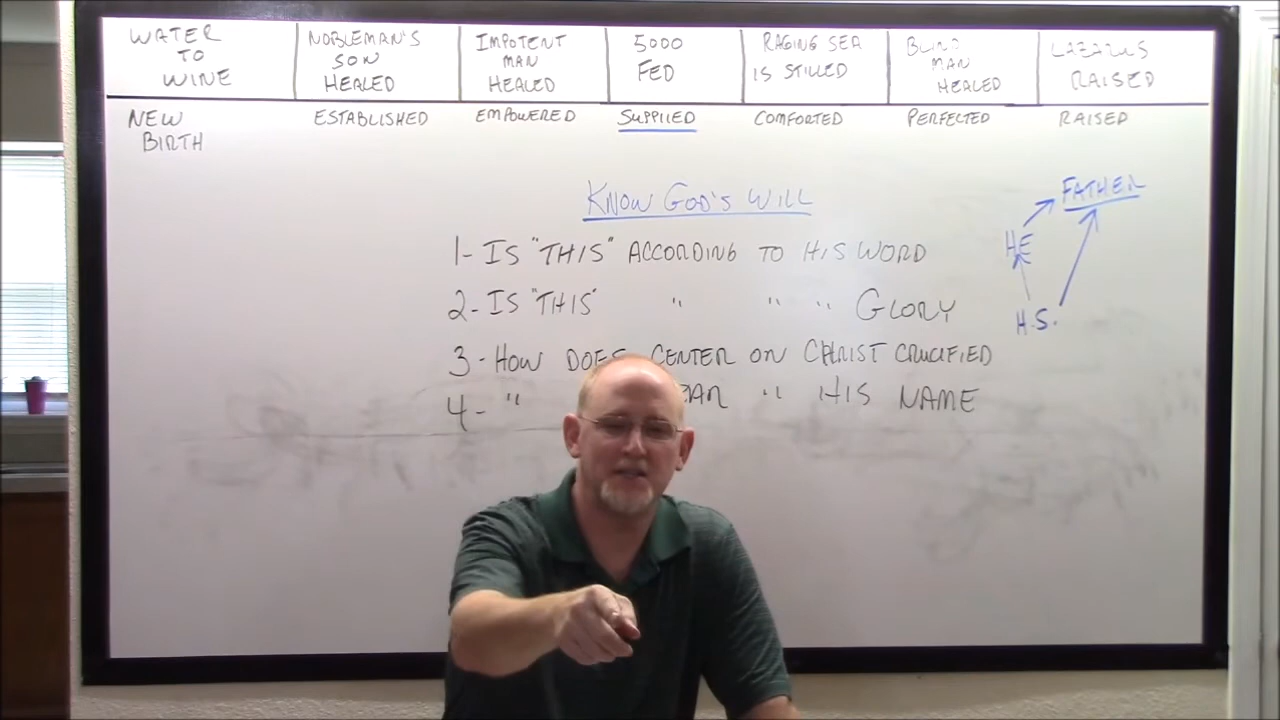 WATER
TO
WINE
NOBLEMAN'S
SON
HEALED
IMPOTENT
MAN
HEALED
5000
FED
RAGING SEA
IS STILLED
BLIND
MAN
HEALED
LAZARUS
RAISED
NEW
BIRTH
ESTABLISHED
EMPOWERED
SUPPLIED
COMFORTED
PERFECTED
RAISED
KNOW GOD'S WILL
1- IS "THIS" ACCORDING TO HIS WORD
2- IS "THIS" " " " GLORY
3- HOW DOES CENTER ON CHRIST CRUCIFIED
4- " " HIS NAME
FATHER
HE
H.S.